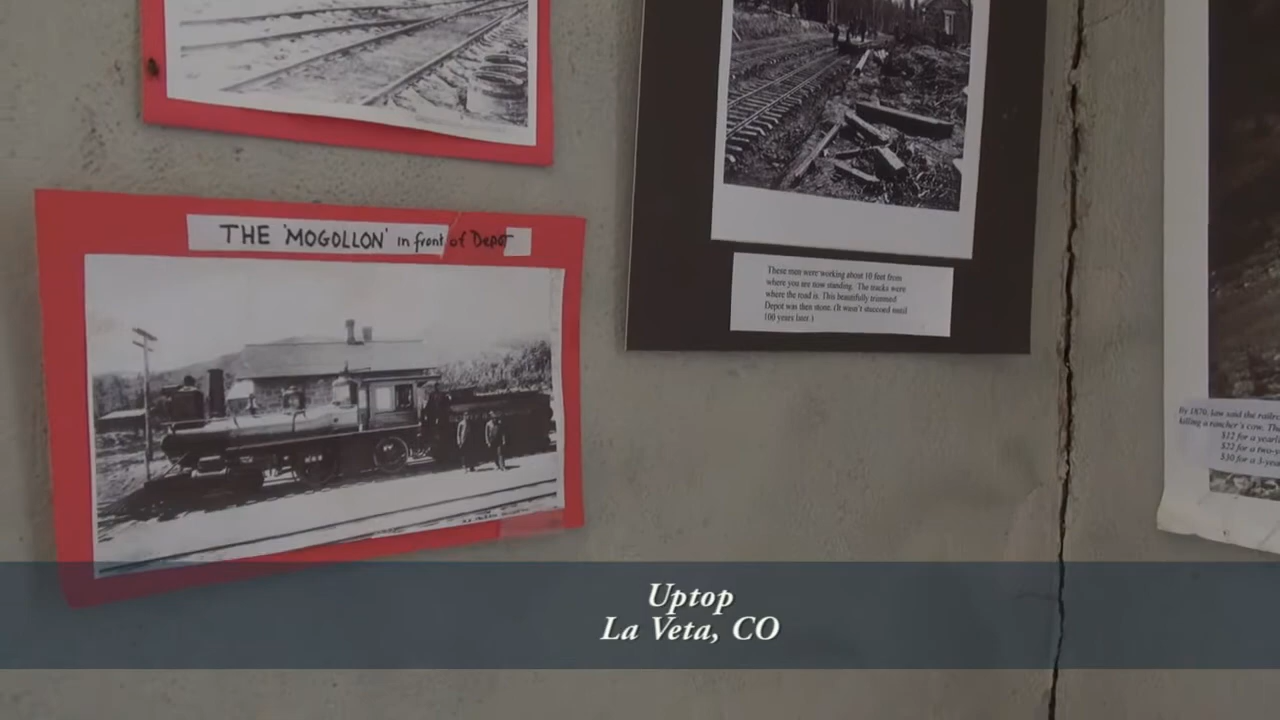 THE 'MOGOLLON' in front of Depot
These men were working about 10 feet from
where you are now standing. The tracks were
where the road is. This beautifully trimmed
Depot was then stone. (It wasn't stuccoed until
100 years later.)
By 1870, law said the railro
killing a rancher's cow. The
$12 for a yearli
$22 for a two-y
$30 for a 3-yea
Uptop
La Veta, CO